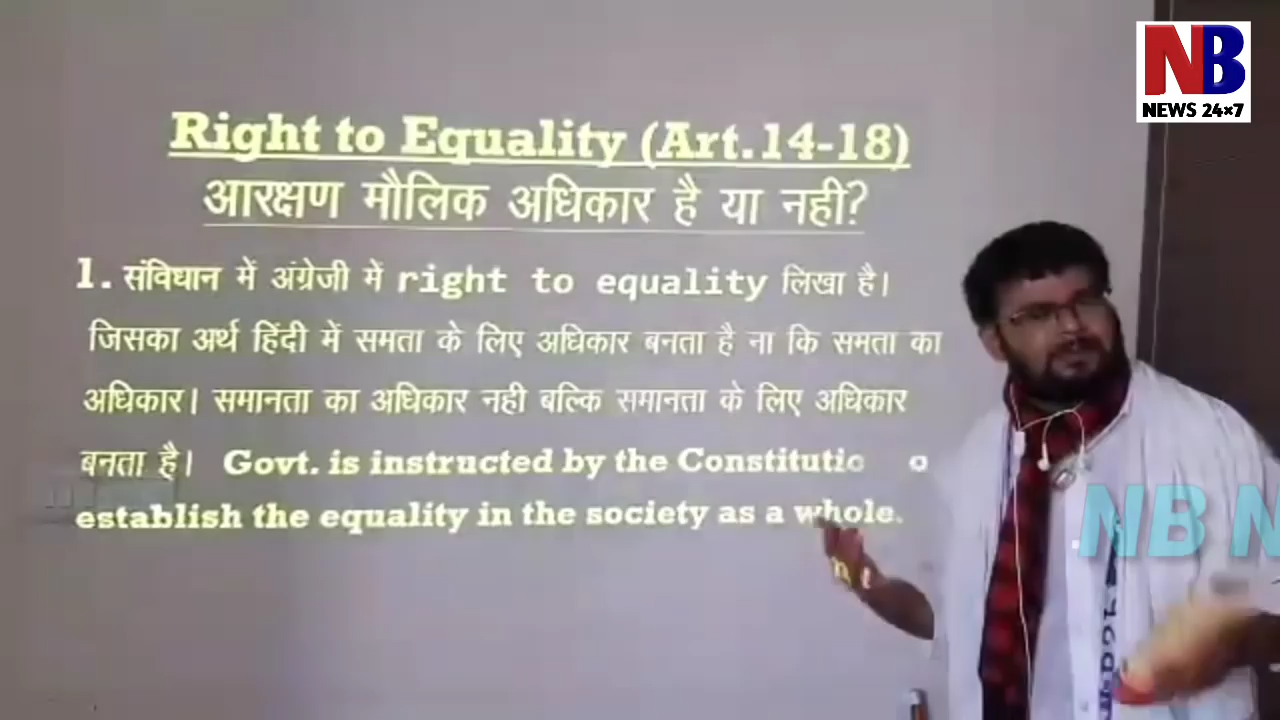 NB
NEWS 24×7
Right to Equality (Art.14-18)
आरक्षण मौलिक अधिकार है या नही?
1. संविधान में अंग्रेजी में right to equality लिखा है।
जिसका अर्थ हिंदी में समता के लिए अधिकार बनता है ना कि समता का
अधिकार। समानता का अधिकार नही बल्कि समानता के लिए अधिकार
बनता है। Govt. is instructed by the
establish the equality in the society as a whole.
NB N